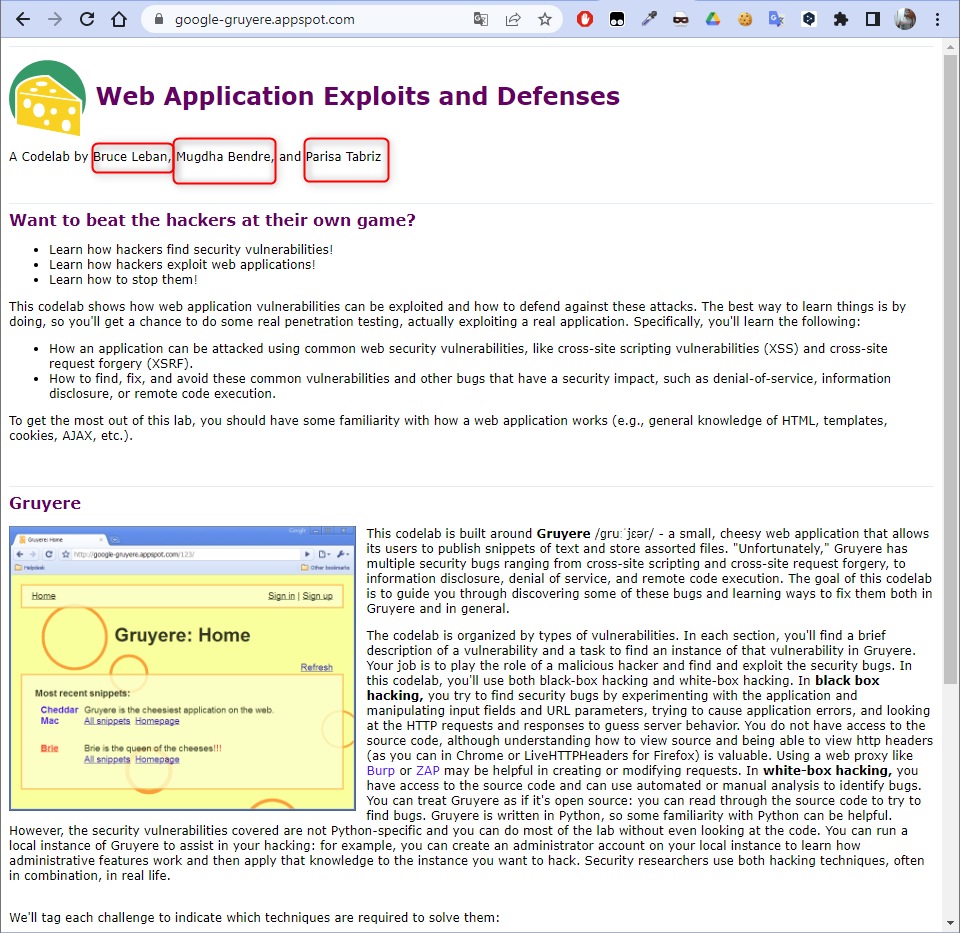 google-gruyere.appspot.com
Web Application Exploits and Defenses
A Codelab by Bruce Leban, Mugdha Bendre, and Parisa Tabriz
Want to beat the hackers at their own game?
• Learn how hackers find security vulnerabilities!
• Learn how hackers exploit web applications!
• Learn how to stop them!
This codelab shows how web application vulnerabilities can be exploited and how to defend against these attacks. The best way to learn things is by
doing, so you'll get a chance to do some real penetration testing, actually exploiting a real application. Specifically, you'll learn the following:
• How an application can be attacked using common web security vulnerabilities, like cross-site scripting vulnerabilities (XSS) and cross-site
request forgery (XSRF).
• How to find, fix, and avoid these common vulnerabilities and other bugs that have a security impact, such as denial-of-service, information
disclosure, or remote code execution.
To get the most out of this lab, you should have some familiarity with how a web application works (e.g., general knowledge of HTML, templates,
cookies, AJAX, etc.).
Gruyere
Google
Gruyere: Home
http://google-gruyere.appspot.com/123/
Helpdesk
Other bookmarks
Home
Sign in | Sign up
Gruyere: Home
Refresh
Most recent snippets:
Cheddar Gruyere is the cheesiest application on the web.
Mac All snippets Homepage
Brie Brie is the queen of the cheeses!!!
All snippets Homepage
This codelab is built around Gruyere /ɡruːˈjɛər/ - a small, cheesy web application that allows
its users to publish snippets of text and store assorted files. "Unfortunately," Gruyere has
multiple security bugs ranging from cross-site scripting and cross-site request forgery, to
information disclosure, denial of service, and remote code execution. The goal of this codelab
is to guide you through discovering some of these bugs and learning ways to fix them both in
Gruyere and in general.
The codelab is organized by types of vulnerabilities. In each section, you'll find a brief
description of a vulnerability and a task to find an instance of that vulnerability in Gruyere.
Your job is to play the role of a malicious hacker and find and exploit the security bugs. In
this codelab, you'll use both black-box hacking and white-box hacking. In black box
hacking, you try to find security bugs by experimenting with the application and
manipulating input fields and URL parameters, trying to cause application errors, and looking
at the HTTP requests and responses to guess server behavior. You do not have access to the
source code, although understanding how to view source and being able to view http headers
(as you can in Chrome or LiveHTTPHeaders for Firefox) is valuable. Using a web proxy like
Burp or ZAP may be helpful in creating or modifying requests. In white-box hacking, you
have access to the source code and can use automated or manual analysis to identify bugs.
You can treat Gruyere as if it's open source: you can read through the source code to try to
find bugs. Gruyere is written in Python, so some familiarity with Python can be helpful.
However, the security vulnerabilities covered are not Python-specific and you can do most of the lab without even looking at the code. You can run a
local instance of Gruyere to assist in your hacking: for example, you can create an administrator account on your local instance to learn how
administrative features work and then apply that knowledge to the instance you want to hack. Security researchers use both hacking techniques, often
in combination, in real life.
We'll tag each challenge to indicate which techniques are required to solve them: